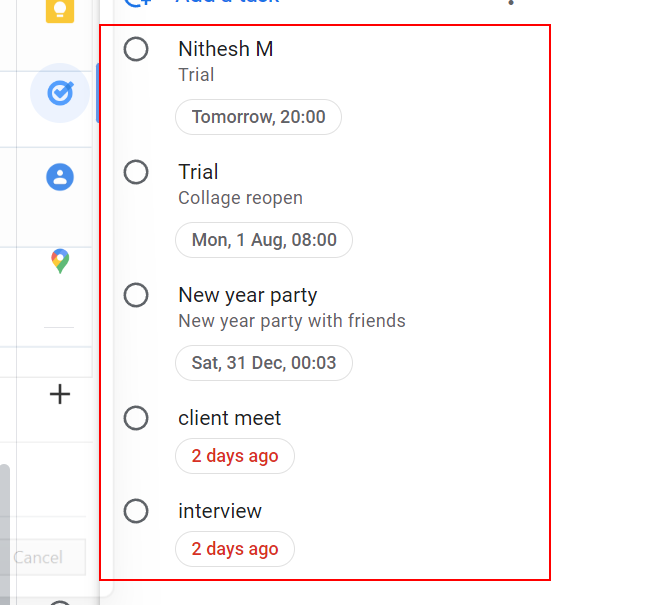 Add a task
Nithesh M
Trial
Tomorrow, 20:00
Trial
Collage reopen
Mon, 1 Aug, 08:00
New year party
New year party with friends
Sat, 31 Dec, 00:03
client meet
2 days ago
interview
2 days ago
Cancel